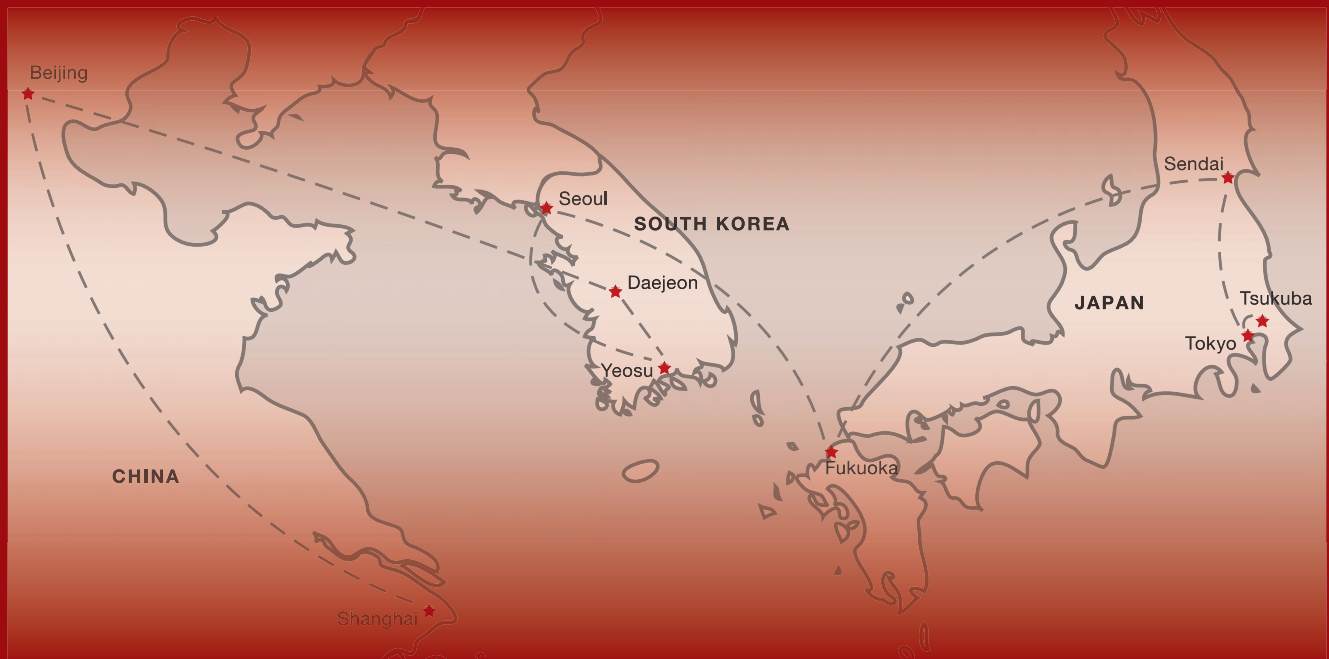 Beijing
Sendai
Seoul
SOUTH KOREA
Daejeon
Tsukuba
JAPAN
Tokyo
Yeosu
Fukuoka
CHINA
Shanghai